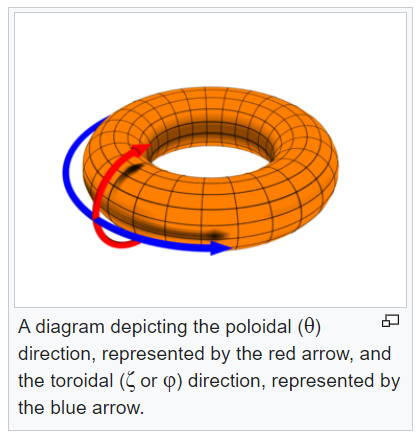 A diagram depicting the poloidal (θ)
direction, represented by the red arrow, and
the toroidal (ζ or φ) direction, represented by
the blue arrow.